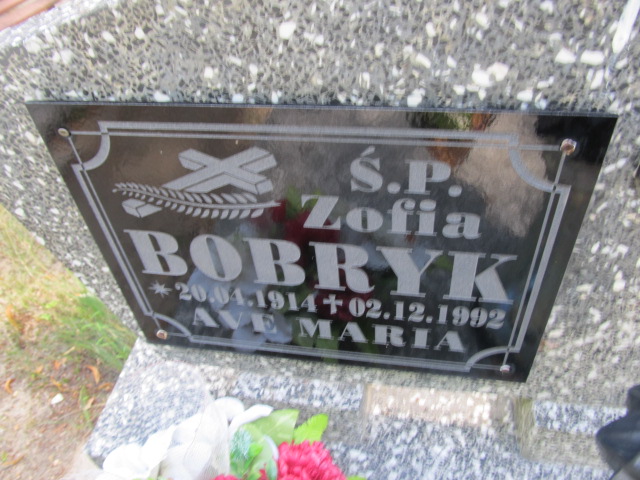 Ś.P.
Zofia
BOBRYK
* 20.04.1914 + 02.12.1992
AVE MARIA